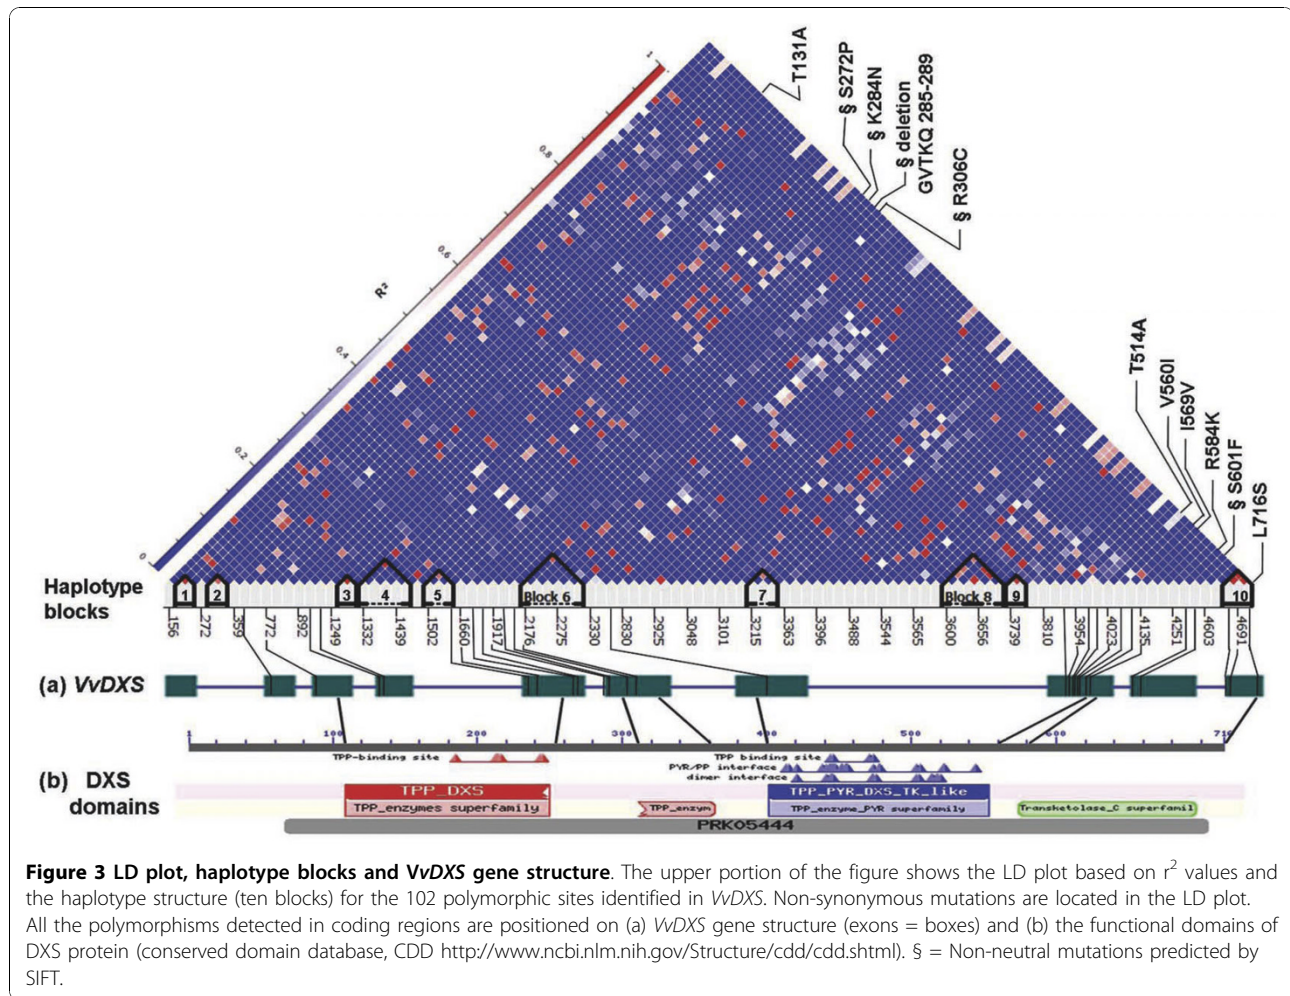 T131A
§ S272P
§ K284N
§ deletion
GVTKQ 285-289
§ R306C
1
0.8
0.6
R²
0.4
0.2
0
T514A
V560I
I569V
R584K
§ S601F
L716S
Haplotype
blocks
1 2 3 4 5 Block 6 7 Block 8 9 10
156 272 359 772 892 1249 1332 1439 1502 1660 1917 2176 2275 2330 2830 2925 3048 3101 3215 3363 3396 3488 3544 3565 3600 3656 3739 3810 3954 4023 4135 4251 4603 4691
(a) VvDXS
1 100 200 300 400 500 600 716
TPP-binding site
TPP binding site
PYR/PP interface
dimer interface
(b) DXS
domains
TPP_DXS TPP_PYR_DXS_TK_like
TPP_enzymes superfamily TPP_enzym TPP_enzyme_PYR superfamily Transketolase_C superfamil
PRK05444
Figure 3 LD plot, haplotype blocks and VvDXS gene structure. The upper portion of the figure shows the LD plot based on r² values and
the haplotype structure (ten blocks) for the 102 polymorphic sites identified in VvDXS. Non-synonymous mutations are located in the LD plot.
All the polymorphisms detected in coding regions are positioned on (a) VvDXS gene structure (exons = boxes) and (b) the functional domains of
DXS protein (conserved domain database, CDD http://www.ncbi.nlm.nih.gov/Structure/cdd/cdd.shtml). § = Non-neutral mutations predicted by
SIFT.